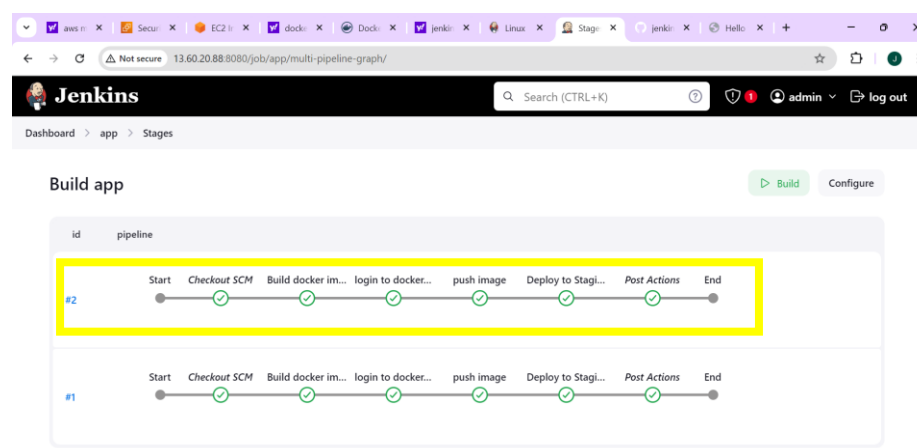 aws m
Secur
EC2 I
docke
Docke
jenkin
Linux
Stage
jenkin
Hello
Not secure 13.60.20.88:8080/job/app/multi-pipeline-graph/
J
Jenkins
Search (CTRL+K)
1
admin
log out
Dashboard > app > Stages
Build app
Build
Configure
id pipeline
Start Checkout SCM Build docker im... login to docker... push image Deploy to Stagi... Post Actions End
#2
Start Checkout SCM Build docker im... login to docker... push image Deploy to Stagi... Post Actions End
#1